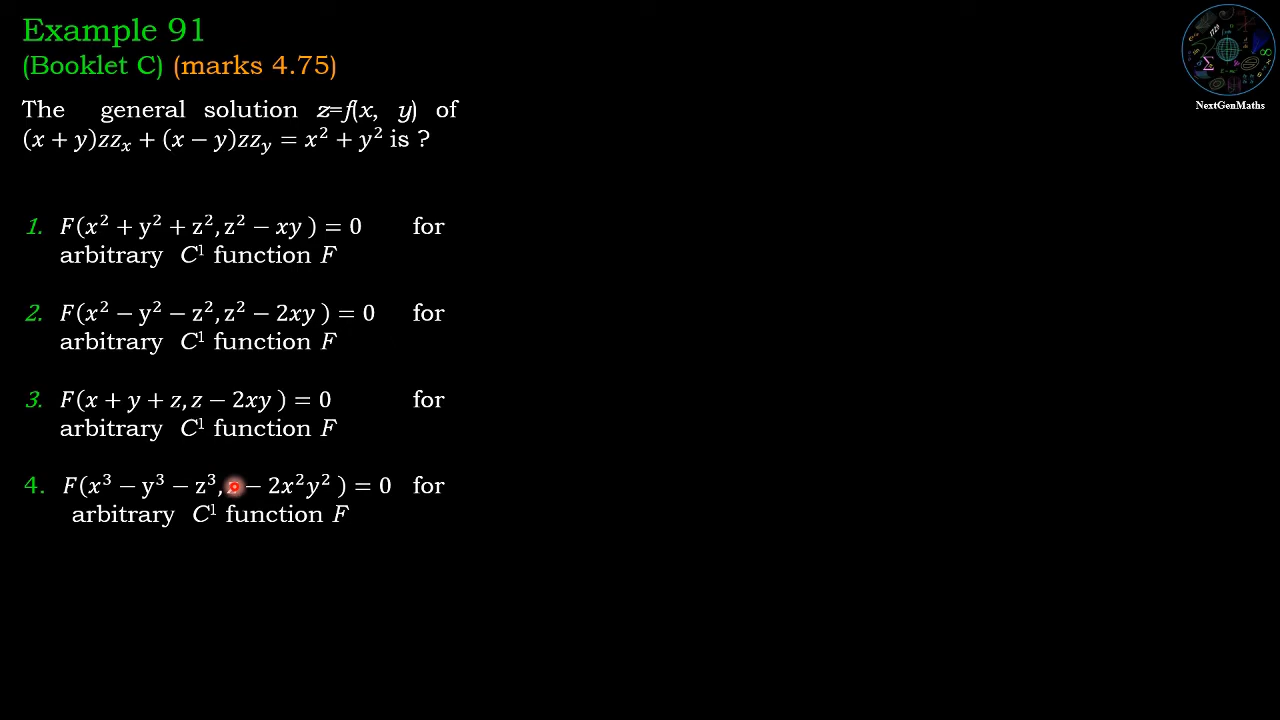 Example 91
(Booklet C) (marks 4.75)
NextGenMaths
The general solution z=f(x, y) of
(x + y)zzₓ + (x − y)zz_y = x² + y² is ?
1. F(x² + y² + z², z² − xy ) = 0 for
arbitrary C¹ function F
2. F(x² − y² − z², z² − 2xy ) = 0 for
arbitrary C¹ function F
3. F(x + y + z, z − 2xy ) = 0 for
arbitrary C¹ function F
4. F(x³ − y³ − z³, − 2x²y² ) = 0 for
arbitrary C¹ function F